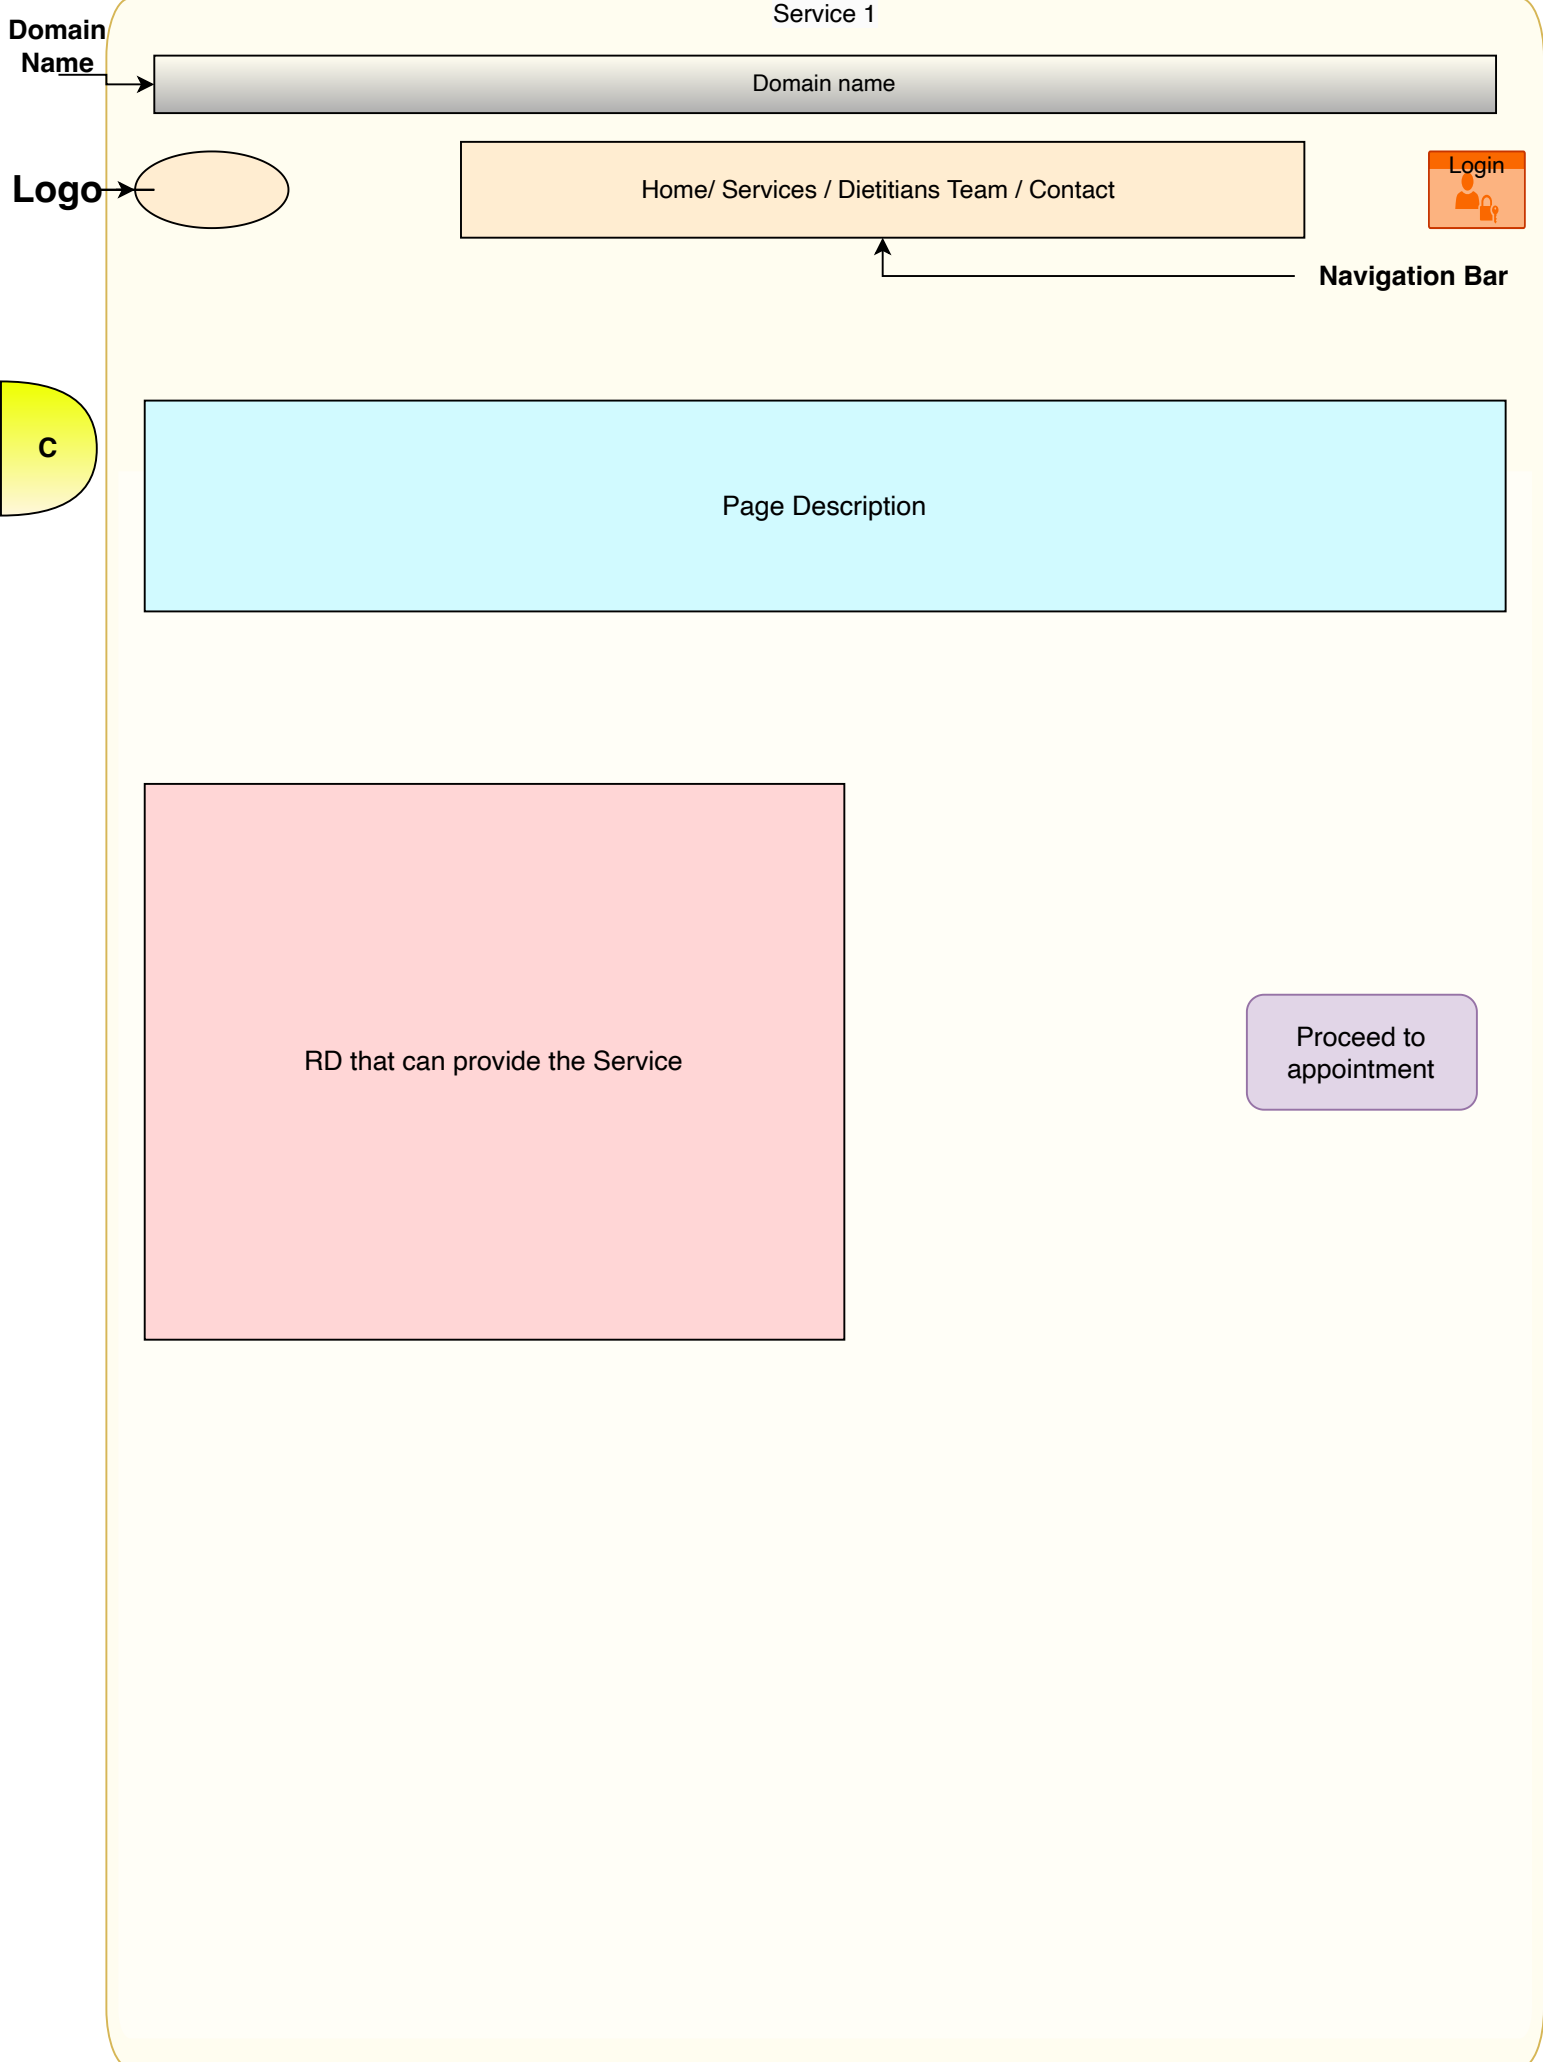 Service 1
Domain
Name
Domain name
Logo
Home/ Services / Dietitians Team / Contact
Login
Navigation Bar
C
Page Description
RD that can provide the Service
Proceed to
appointment